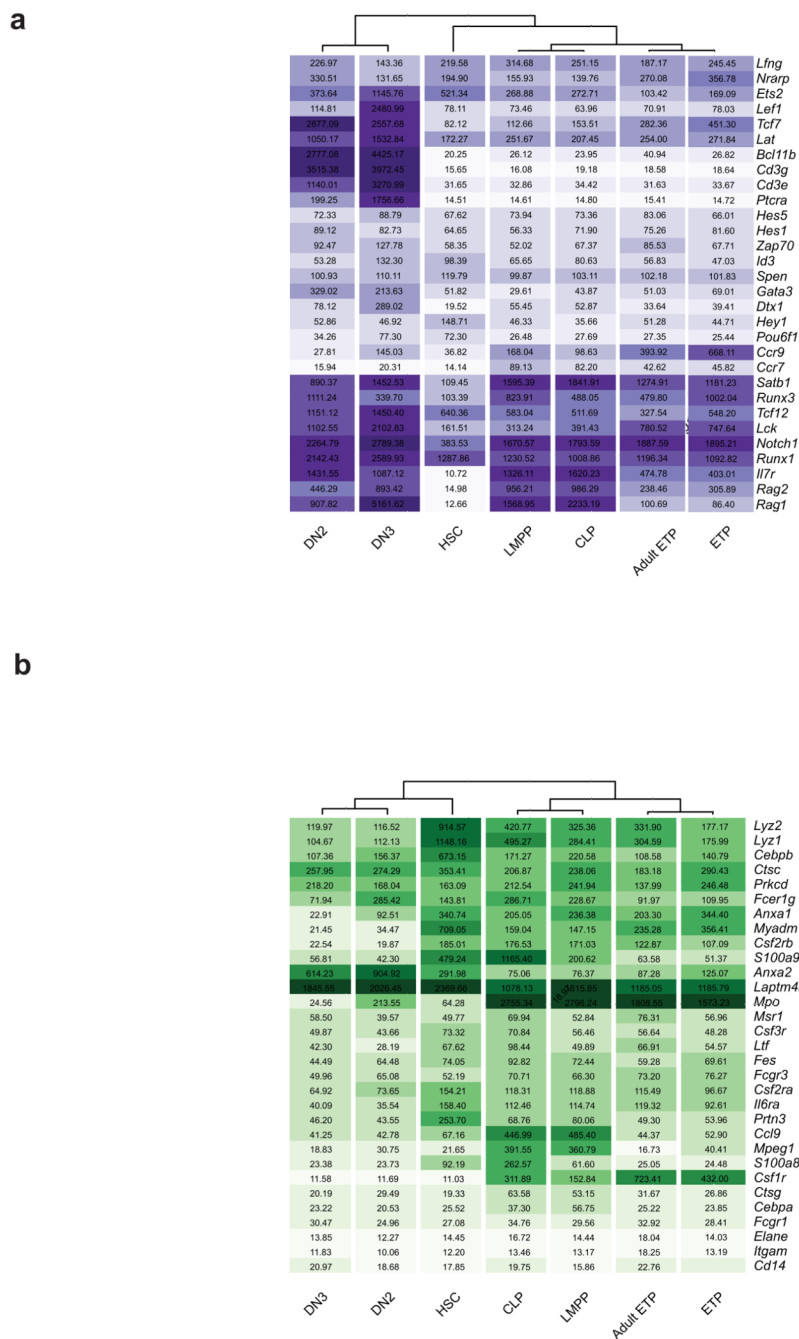 a
226.97 143.36 219.58 314.68 251.15 187.17 245.45 Lfng
330.51 131.65 194.90 155.93 139.76 270.08 356.78 Nrarp
373.64 1145.76 521.34 268.88 272.71 103.42 169.09 Ets2
114.81 2480.99 78.11 73.46 63.96 70.91 78.03 Lef1
2877.09 2557.68 82.12 112.66 153.51 282.36 451.30 Tcf7
1050.17 1532.84 172.27 251.67 207.45 254.00 271.84 Lat
2777.08 4425.17 20.25 26.12 23.95 40.94 26.82 Bcl11b
3515.38 3972.45 15.65 16.08 19.18 18.58 18.64 Cd3g
1140.01 3270.99 31.65 32.86 34.42 31.63 33.67 Cd3e
199.25 1756.66 14.51 14.61 14.80 15.41 14.72 Ptcra
72.33 88.79 67.62 73.94 73.36 83.06 66.01 Hes5
89.12 82.73 64.65 56.33 71.90 75.26 81.60 Hes1
92.47 127.78 58.35 52.02 67.37 85.53 67.71 Zap70
53.28 132.30 98.39 65.65 80.63 56.83 47.03 Id3
100.93 110.11 119.79 99.87 103.11 102.18 101.83 Spen
329.02 213.63 51.82 29.61 43.87 51.03 69.01 Gata3
78.12 289.02 19.52 55.45 52.87 33.64 39.41 Dtx1
52.86 46.92 148.71 46.33 35.66 51.28 44.71 Hey1
34.26 77.30 72.30 26.48 27.69 27.35 25.44 Pou6f1
27.81 145.03 36.82 168.04 98.63 393.92 668.11 Ccr9
15.94 20.31 14.14 89.13 82.20 42.62 45.82 Ccr7
890.37 1452.53 109.45 1595.39 1841.91 1274.91 1181.23 Satb1
1111.24 339.70 103.39 823.91 488.05 479.80 1002.04 Runx3
1151.12 1450.40 640.36 583.04 511.69 327.54 548.20 Tcf12
1102.55 2102.83 161.51 313.24 391.43 780.52 747.64 Lck
2264.79 2789.38 383.53 1670.57 1793.59 1887.59 1895.21 Notch1
2142.43 2589.93 1287.86 1230.52 1008.86 1196.34 1092.82 Runx1
1431.55 1087.12 10.72 1326.11 1620.23 474.78 403.01 Il7r
446.29 893.42 14.98 956.21 986.29 238.46 305.89 Rag2
907.82 5161.62 12.66 1568.95 2233.19 100.69 86.40 Rag1
DN2 DN3 HSC LMPP CLP Adult ETP ETP
b
119.97 116.52 914.57 420.77 325.36 331.90 177.17 Lyz2
104.67 112.13 1148.16 495.27 284.41 304.59 175.99 Lyz1
107.36 156.37 673.15 171.27 220.58 108.58 140.79 Cebpb
257.95 274.29 353.41 206.87 238.06 183.18 290.43 Ctsc
218.20 168.04 163.09 212.54 241.94 137.99 246.48 Prkcd
71.94 285.42 143.81 286.71 228.67 91.97 109.95 Fcer1g
22.91 92.51 340.74 205.05 236.38 203.30 344.40 Anxa1
21.45 34.47 709.05 159.04 147.15 235.28 356.41 Myadm
22.54 19.87 185.01 176.53 171.03 122.87 107.09 Csf2rb
56.81 42.30 479.24 1165.40 200.62 63.58 51.37 S100a9
614.23 904.92 291.98 75.06 76.37 87.28 125.07 Anxa2
1845.55 2026.45 2369.66 1078.13 1615.85 1185.05 1185.79 Laptm4
24.56 213.55 64.28 2755.34 2796.24 1808.55 1573.23 Mpo
58.50 39.57 49.77 69.94 52.84 76.31 56.96 Msr1
49.87 43.66 73.32 70.84 56.46 56.64 48.28 Csf3r
42.30 28.19 67.62 98.44 49.89 66.91 54.57 Ltf
44.49 64.48 74.05 92.82 72.44 59.28 69.61 Fes
49.96 65.08 52.19 70.71 66.30 73.20 76.27 Fcgr3
64.92 73.65 154.21 118.31 118.88 115.49 96.67 Csf2ra
40.09 35.54 158.40 112.46 114.74 119.32 92.61 Il6ra
46.20 43.55 253.70 68.76 80.06 49.30 53.96 Prtn3
41.25 42.78 67.16 446.99 485.40 44.37 52.90 Ccl9
18.83 30.75 21.65 391.55 360.79 16.73 40.41 Mpeg1
23.38 23.73 92.19 262.57 61.60 25.05 24.48 S100a8
11.58 11.69 11.03 311.89 152.84 723.41 432.00 Csf1r
20.19 29.49 19.33 63.58 53.15 31.67 26.86 Ctsg
23.22 20.53 25.52 37.30 56.75 25.22 23.85 Cebpa
30.47 24.96 27.08 34.76 29.56 32.92 28.41 Fcgr1
13.85 12.27 14.45 16.72 14.44 18.04 14.03 Elane
11.83 10.06 12.20 13.46 13.17 18.25 13.19 Itgam
20.97 18.68 17.85 19.75 15.86 22.76 Cd14
DN3 DN2 HSC CLP LMPP Adult ETP ETP